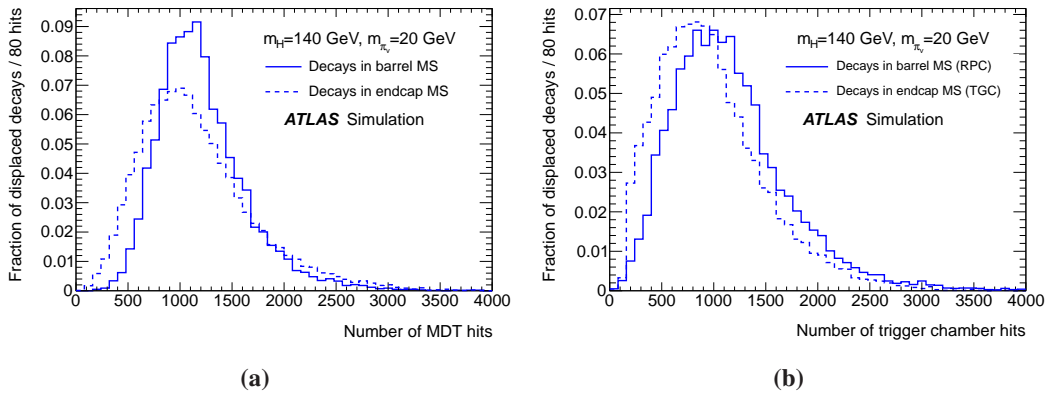 Fraction of displaced decays / 80 hits
0.09
0.08
0.07
0.06
0.05
0.04
0.03
0.02
0.01
0
m_H=140 GeV, m_{π_v}=20 GeV
Decays in barrel MS
Decays in endcap MS
ATLAS Simulation
0 500 1000 1500 2000 2500 3000 3500 4000
Number of MDT hits
(a)
Fraction of displaced decays / 80 hits
0.07
0.06
0.05
0.04
0.03
0.02
0.01
0
m_H=140 GeV, m_{π_v}=20 GeV
Decays in barrel MS (RPC)
Decays in endcap MS (TGC)
ATLAS Simulation
0 500 1000 1500 2000 2500 3000 3500 4000
Number of trigger chamber hits
(b)